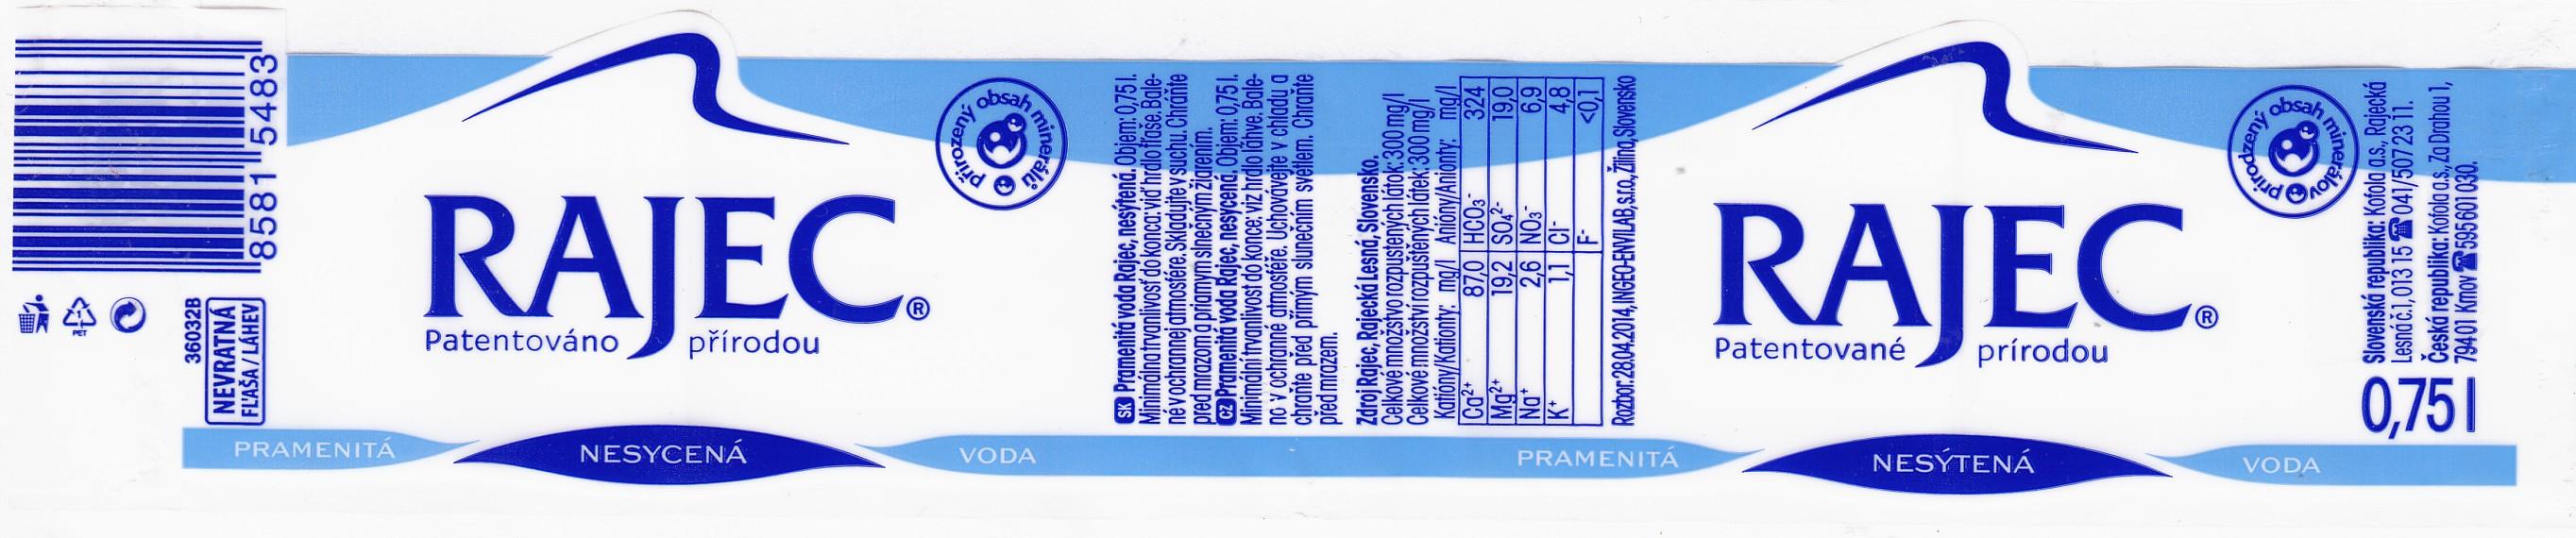 8581 5483
PET
36032B
NEVRATNÁ
FĽAŠA / LÁHEV
RAJEC®
Patentováno přírodou
PRAMENITÁ NESYCENÁ VODA
přirozený obsah minerálů
SK Pramenitá voda Rajec, nesýtená. Objem: 0,75 l.
Minimálna trvanlivosť do konca: viď hrdlo fľaše. Bale-
né v ochrannej atmosfére. Skladujte v suchu. Chráňte
pred mrazom a priamym slnečným žiarením.
CZ Pramenitá voda Rajec, nesycená. Objem: 0,75 l.
Minimální trvanlivost do konce: viz hrdlo láhve. Bale-
no v ochranné atmosféře. Uchovávejte v chladu a
chraňte před přímým slunečním světlem. Chraňte
před mrazem.
Zdroj Rajec, Rajecká Lesná, Slovensko.
Celkové množstvo rozpustených látok: 300 mg/l
Celkové množství rozpuštěných látek: 300 mg/l
Katióny/Kationty: mg/l Anióny/Anionty: mg/l
Ca²⁺ 87,0 HCO₃⁻ 324
Mg²⁺ 19,2 SO₄²⁻ 19,0
Na⁺ 2,6 NO₃⁻ 6,9
K⁺ 1,1 Cl⁻ 4,8
F⁻ <0,1
Rozbor: 28.04.2014, INGEO-ENVILAB, s.r.o., Žilina, Slovensko
RAJEC®
Patentované prírodou
PRAMENITÁ NESÝTENÁ VODA
prirodzený obsah minerálov
Slovenská republika: Kofola a.s., Rajecká
Lesná č.1, 013 15 ☎ 041/507 23 11.
Česká republika: Kofola a.s., Za Drahou 1,
794 01 Krnov ☎ 595 601 030.
0,75 l